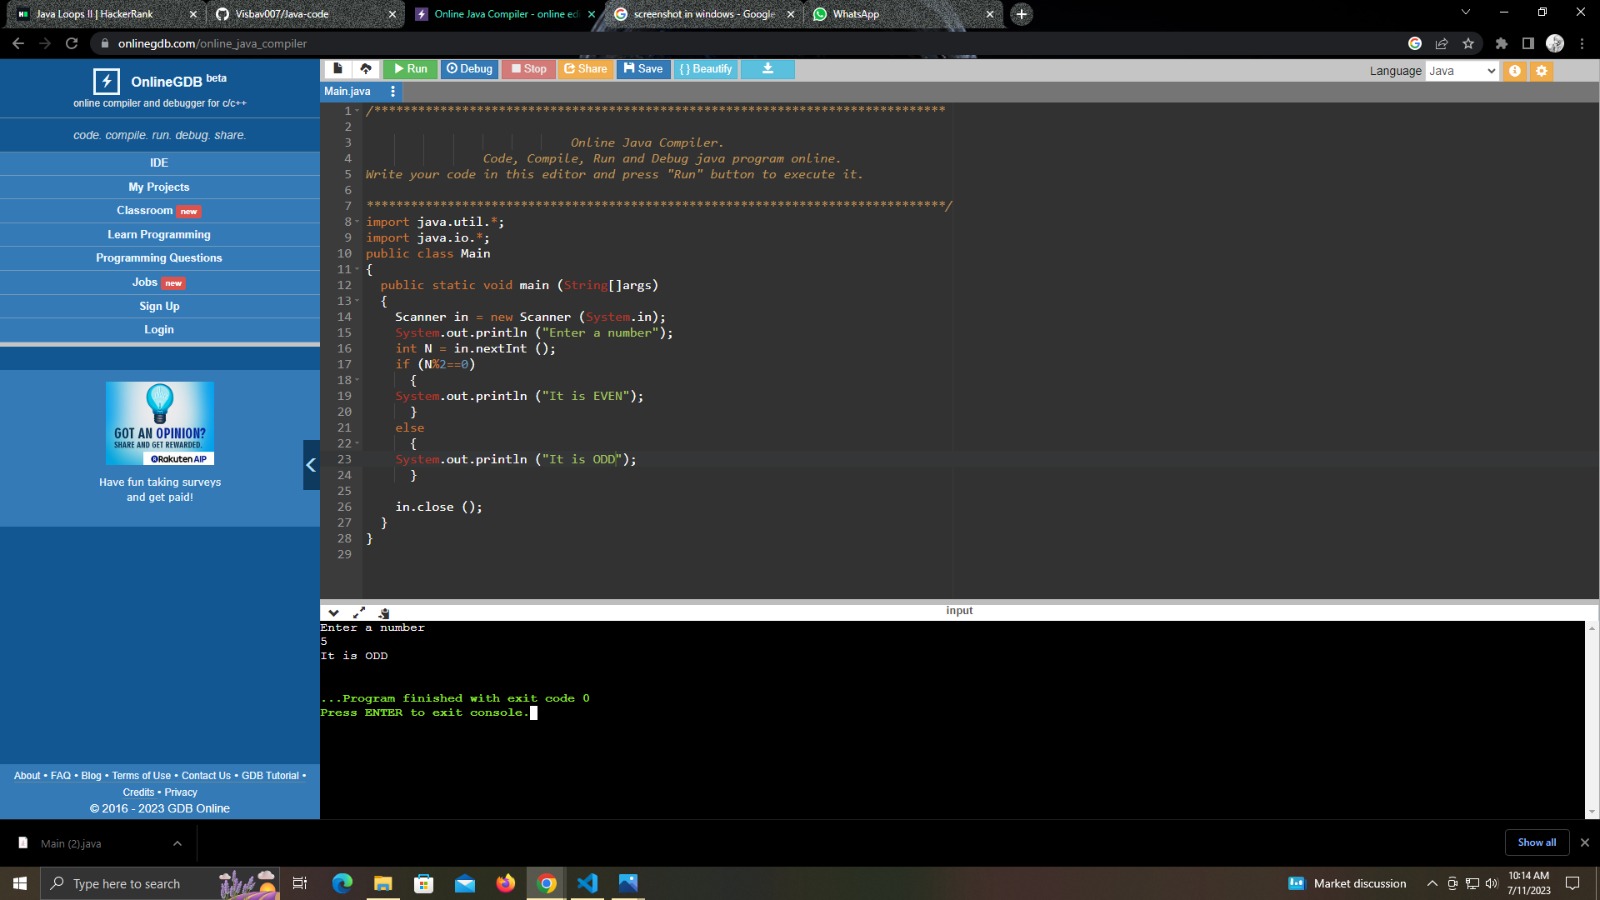 Java Loops II | HackerRank
Visbav007/Java-code
Online Java Compiler - online ed
screenshot in windows - Google
WhatsApp
onlinegdb.com/online_java_compiler
OnlineGDB beta
online compiler and debugger for c/c++
code. compile. run. debug. share.
IDE
My Projects
Classroom new
Learn Programming
Programming Questions
Jobs new
Sign Up
Login
GOT AN OPINION?
SHARE AND GET REWARDED.
Rakuten AIP
Have fun taking surveys
and get paid!
About • FAQ • Blog • Terms of Use • Contact Us • GDB Tutorial •
Credits • Privacy
© 2016 - 2023 GDB Online
Run Debug Stop Share Save {} Beautify
Language Java
Main.java
1 /******************************************************************************
2
3 Online Java Compiler.
4 Code, Compile, Run and Debug java program online.
5 Write your code in this editor and press "Run" button to execute it.
6
7 *******************************************************************************/
8 import java.util.*;
9 import java.io.*;
10 public class Main
11 {
12 public static void main (String[]args)
13 {
14 Scanner in = new Scanner (System.in);
15 System.out.println ("Enter a number");
16 int N = in.nextInt ();
17 if (N%2==0)
18 {
19 System.out.println ("It is EVEN");
20 }
21 else
22 {
23 System.out.println ("It is ODD");
24 }
25
26 in.close ();
27 }
28 }
29
input
Enter a number
5
It is ODD
...Program finished with exit code 0
Press ENTER to exit console.
Main (2).java
Show all
Type here to search
Market discussion
10:14 AM
7/11/2023